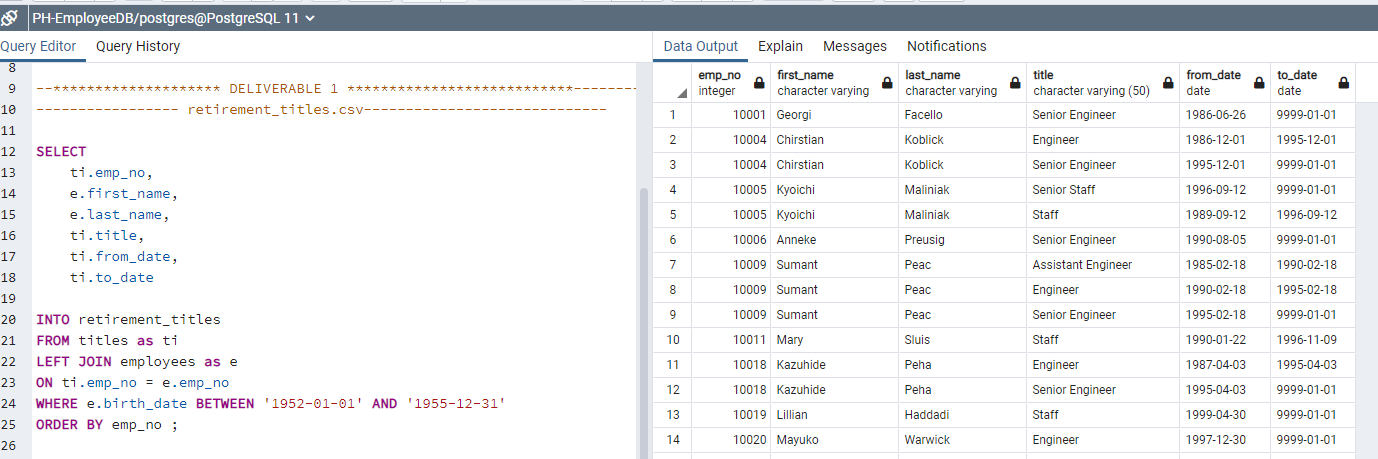 PH-EmployeeDB/postgres@PostgreSQL 11
Query Editor Query History
8
9 --******************** DELIVERABLE 1 ***************************--------
10 ----------------- retirement_titles.csv-----------------------------
11
12 SELECT
13 ti.emp_no,
14 e.first_name,
15 e.last_name,
16 ti.title,
17 ti.from_date,
18 ti.to_date
19
20 INTO retirement_titles
21 FROM titles as ti
22 LEFT JOIN employees as e
23 ON ti.emp_no = e.emp_no
24 WHERE e.birth_date BETWEEN '1952-01-01' AND '1955-12-31'
25 ORDER BY emp_no ;
26
Data Output Explain Messages Notifications
emp_no first_name last_name title from_date to_date
integer character varying character varying character varying (50) date date
1 10001 Georgi Facello Senior Engineer 1986-06-26 9999-01-01
2 10004 Chirstian Koblick Engineer 1986-12-01 1995-12-01
3 10004 Chirstian Koblick Senior Engineer 1995-12-01 9999-01-01
4 10005 Kyoichi Maliniak Senior Staff 1996-09-12 9999-01-01
5 10005 Kyoichi Maliniak Staff 1989-09-12 1996-09-12
6 10006 Anneke Preusig Senior Engineer 1990-08-05 9999-01-01
7 10009 Sumant Peac Assistant Engineer 1985-02-18 1990-02-18
8 10009 Sumant Peac Engineer 1990-02-18 1995-02-18
9 10009 Sumant Peac Senior Engineer 1995-02-18 9999-01-01
10 10011 Mary Sluis Staff 1990-01-22 1996-11-09
11 10018 Kazuhide Peha Engineer 1987-04-03 1995-04-03
12 10018 Kazuhide Peha Senior Engineer 1995-04-03 9999-01-01
13 10019 Lillian Haddadi Staff 1999-04-30 9999-01-01
14 10020 Mayuko Warwick Engineer 1997-12-30 9999-01-01